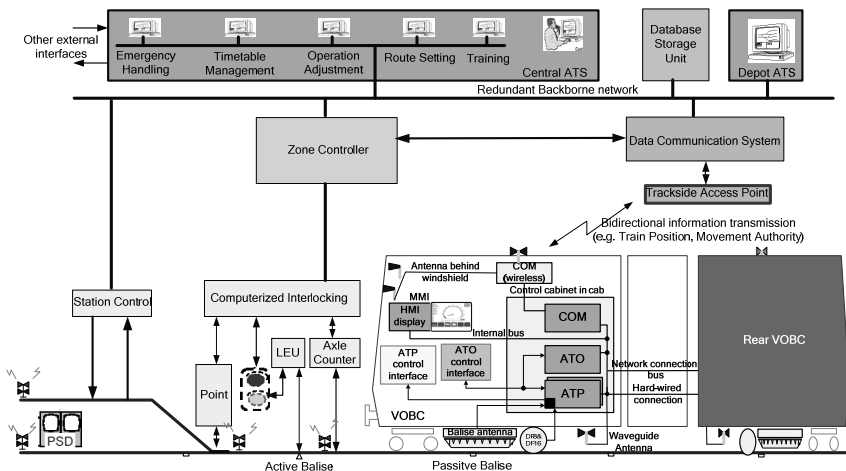 Other external
interfaces
Emergency
Handling
Timetable
Management
Operation
Adjustment
Route Setting
Training
Central ATS
Database
Storage
Unit
Depot ATS
Redundant Backborne network
Zone Controller
Data Communication System
Trackside Access Point
Bidirectional information transmission
(e.g. Train Position, Movement Authority)
Station Control
Computerized Interlocking
Antenna behind
windshield
COM
(wireless)
Control cabinet in cab
MMI
HMI
display
Internal bus
COM
ATP
control
interface
ATO
control
interface
ATO
ATP
Network connection
bus
Hard-wired
connection
Rear VOBC
Point
LEU
Axle
Counter
VOBC
Balise antenna
Waveguide
Antenna
PSD
Active Balise
Passitive Balise